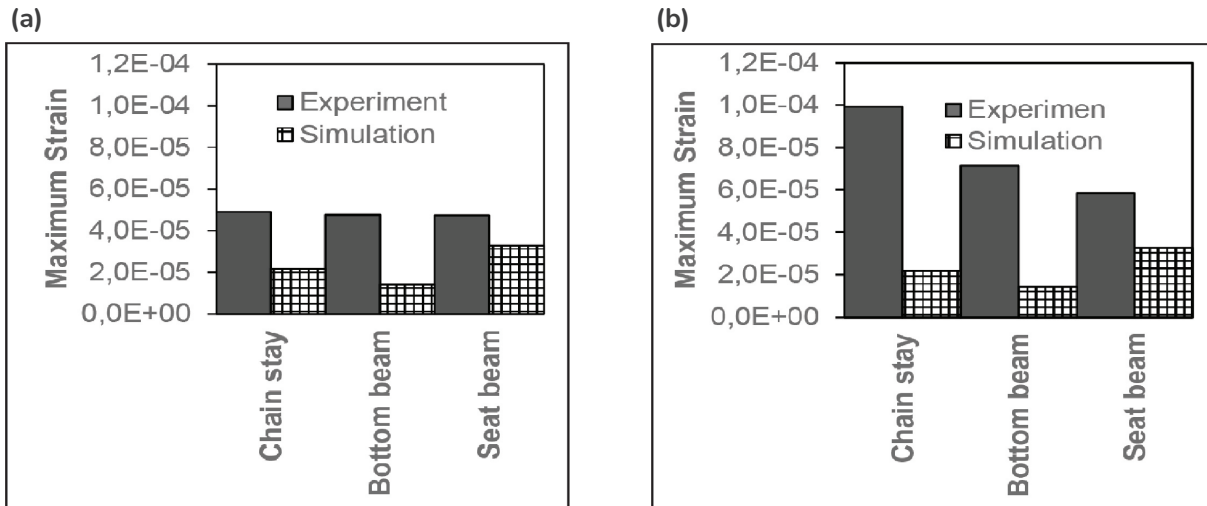 (a)
Maximum Strain
1,2E-04
1,0E-04
8,0E-05
6,0E-05
4,0E-05
2,0E-05
0,0E+00
Experiment
Simulation
Chain stay
Bottom beam
Seat beam
(b)
Maximum Strain
1,2E-04
1,0E-04
8,0E-05
6,0E-05
4,0E-05
2,0E-05
0,0E+00
Experimen
Simulation
Chain stay
Bottom beam
Seat beam